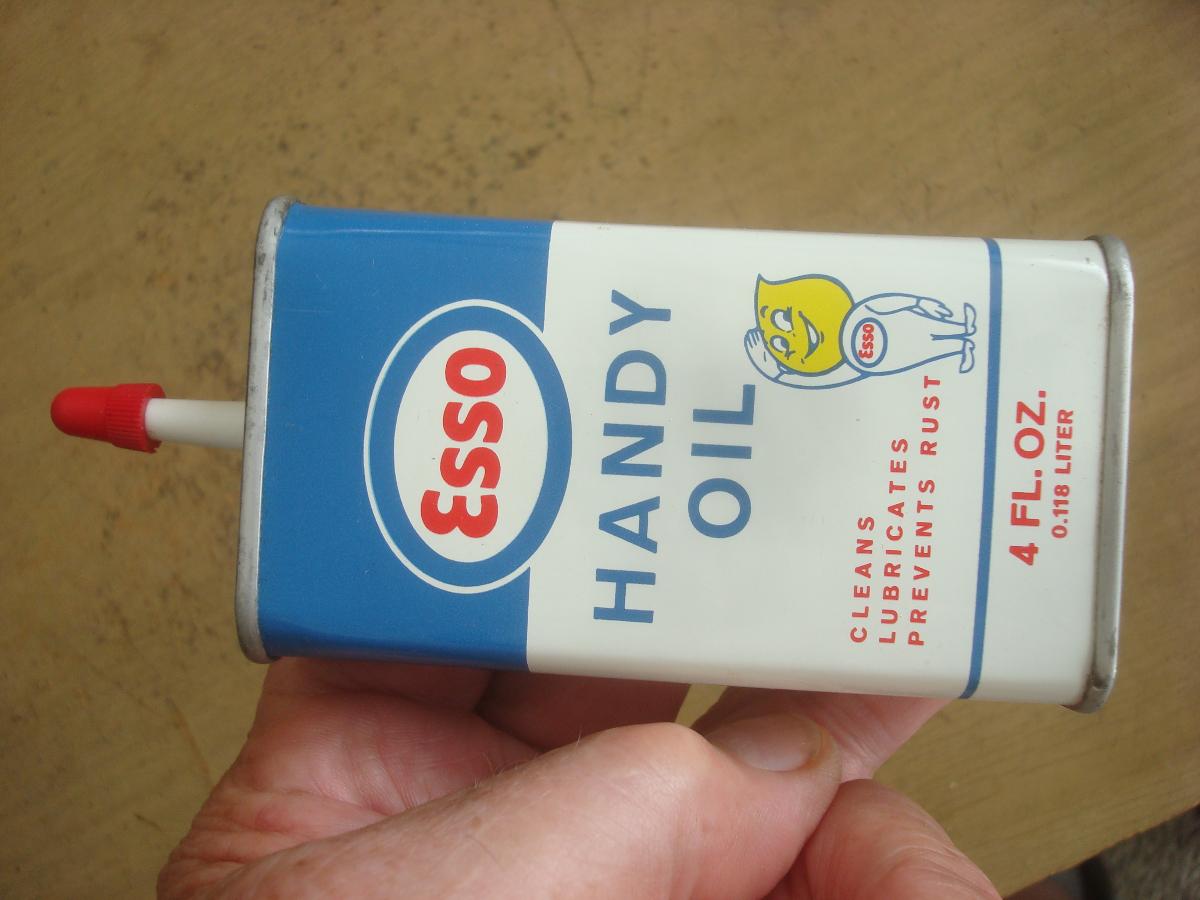 Esso
HANDY
OIL
Esso
CLEANS
LUBRICATES
PREVENTS RUST
4 FL. OZ.
0.118 LITER